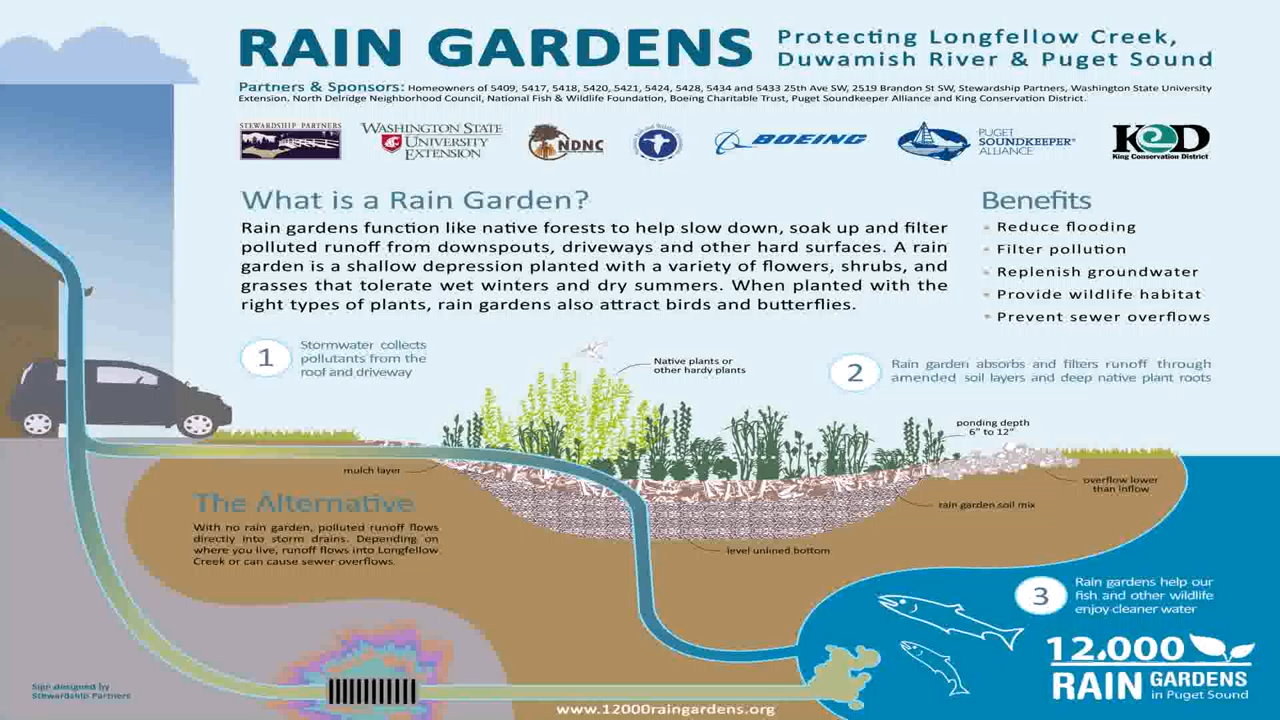 RAIN GARDENS
Protecting Longfellow Creek,
Duwamish River & Puget Sound
Partners & Sponsors: Homeowners of 5409, 5417, 5418, 5420, 5421, 5424, 5428, 5434 and 5433 25th Ave SW, 2519 Brandon St SW, Stewardship Partners, Washington State University
Extension, North Delridge Neighborhood Council, National Fish & Wildlife Foundation, Boeing Charitable Trust, Puget Soundkeeper Alliance and King Conservation District.
STEWARDSHIP PARTNERS
WASHINGTON STATE
UNIVERSITY
EXTENSION
NDNC
BOEING
PUGET
SOUNDKEEPER®
ALLIANCE
KCD
King Conservation District
What is a Rain Garden?
Rain gardens function like native forests to help slow down, soak up and filter
polluted runoff from downspouts, driveways and other hard surfaces. A rain
garden is a shallow depression planted with a variety of flowers, shrubs, and
grasses that tolerate wet winters and dry summers. When planted with the
right types of plants, rain gardens also attract birds and butterflies.
Benefits
Reduce flooding
Filter pollution
Replenish groundwater
Provide wildlife habitat
Prevent sewer overflows
1
Stormwater collects
pollutants from the
roof and driveway
Native plants or
other hardy plants
2
Rain garden absorbs and filters runoff through
amended soil layers and deep native plant roots
ponding depth
6" to 12"
mulch layer
overflow lower
than inflow
rain garden soil mix
level unlined bottom
The Alternative
With no rain garden, polluted runoff flows
directly into storm drains. Depending on
where you live, runoff flows into Longfellow
Creek or can cause sewer overflows.
3
Rain gardens help our
fish and other wildlife
enjoy cleaner water
12,000
RAIN GARDENS
in Puget Sound
Sign designed by
Stewardship Partners
www.12000raingardens.org